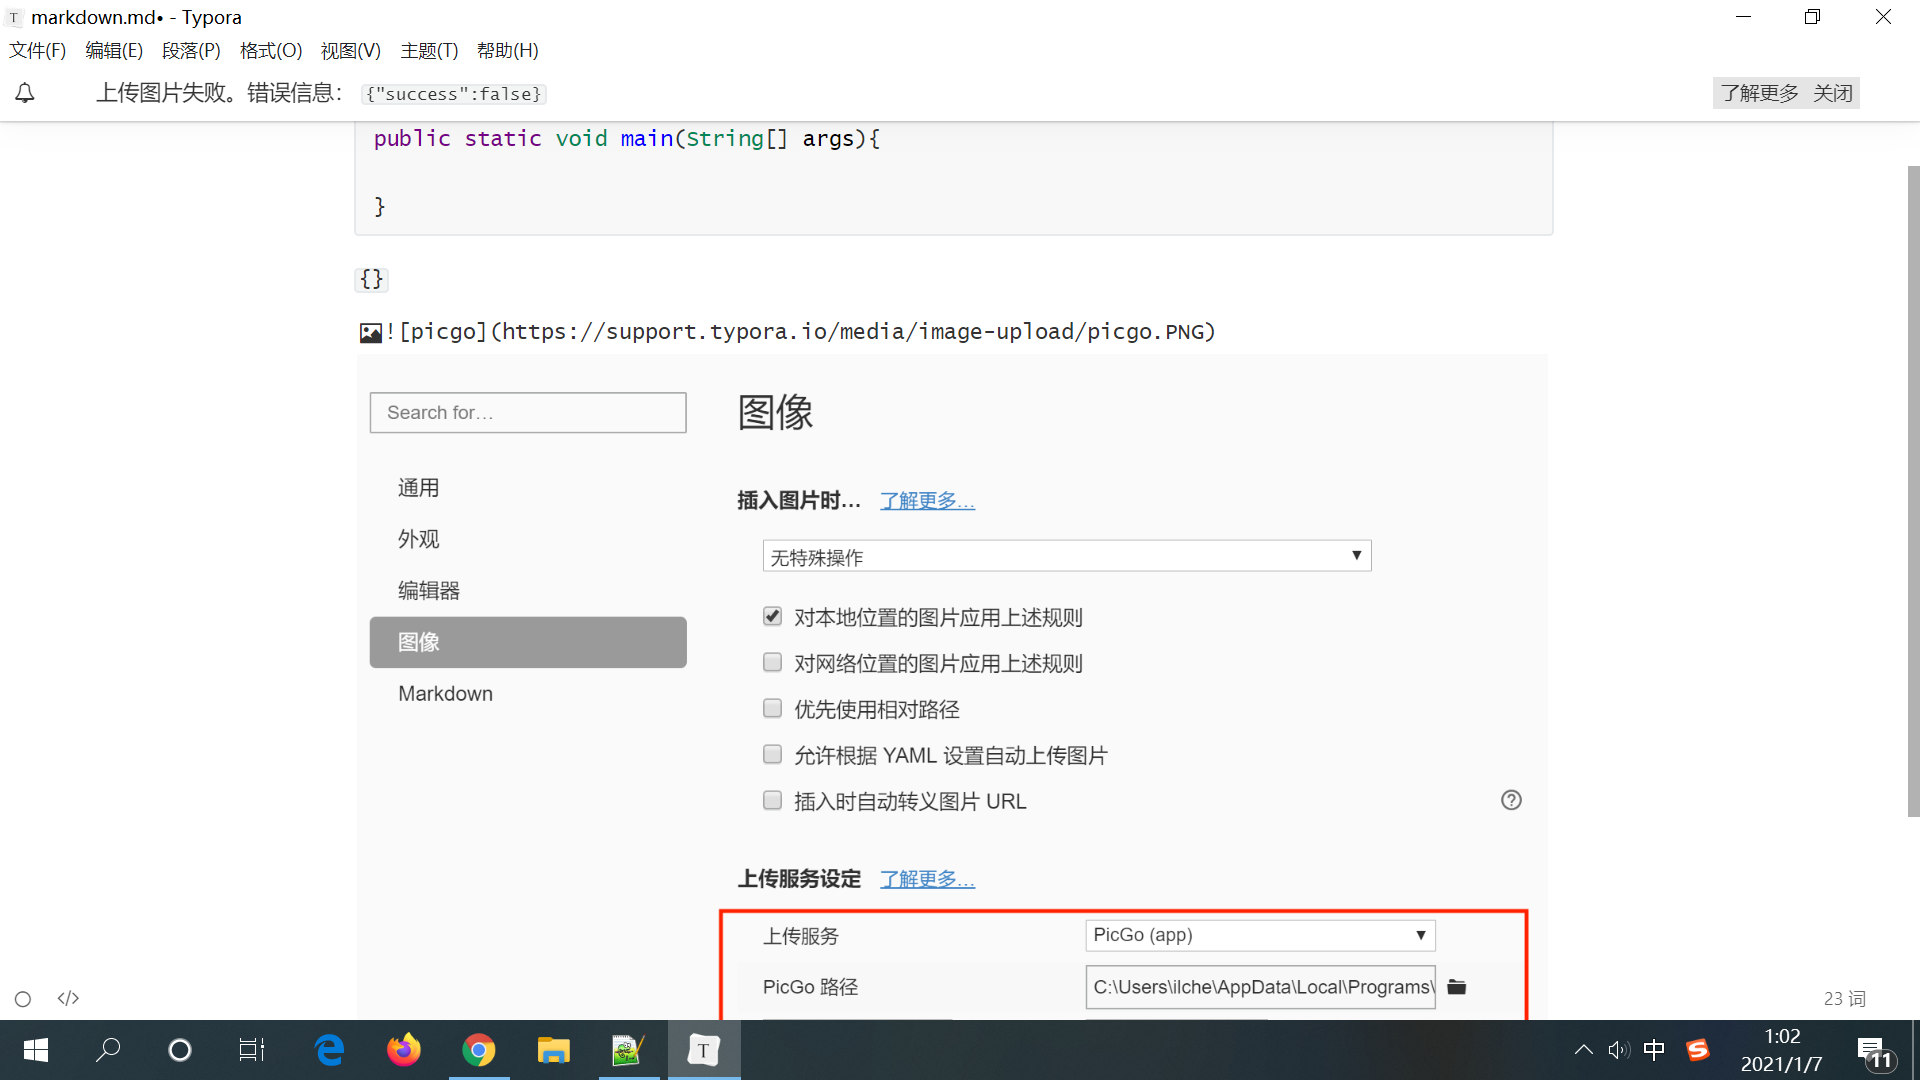 markdown.md• - Typora
文件(F) 编辑(E) 段落(P) 格式(O) 视图(V) 主题(T) 帮助(H)
上传图片失败。错误信息： {"success":false} 了解更多 关闭
public static void main(String[] args){
}
{}
![picgo](https://support.typora.io/media/image-upload/picgo.PNG)
Search for…
图像
通用
插入图片时… 了解更多…
外观
无特殊操作
编辑器
对本地位置的图片应用上述规则
图像
对网络位置的图片应用上述规则
Markdown
优先使用相对路径
允许根据 YAML 设置自动上传图片
插入时自动转义图片 URL
上传服务设定 了解更多…
上传服务 PicGo (app)
PicGo 路径 C:\Users\ilche\AppData\Local\Programs\
</> 23 词
中 1:02
2021/1/7
11